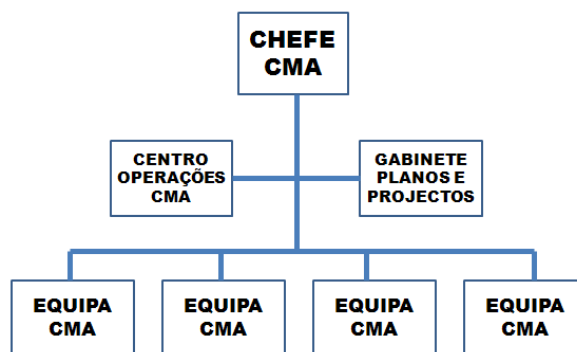 CHEFE
CMA
CENTRO
OPERAÇÕES
CMA
GABINETE
PLANOS E
PROJECTOS
EQUIPA
CMA
EQUIPA
CMA
EQUIPA
CMA
EQUIPA
CMA